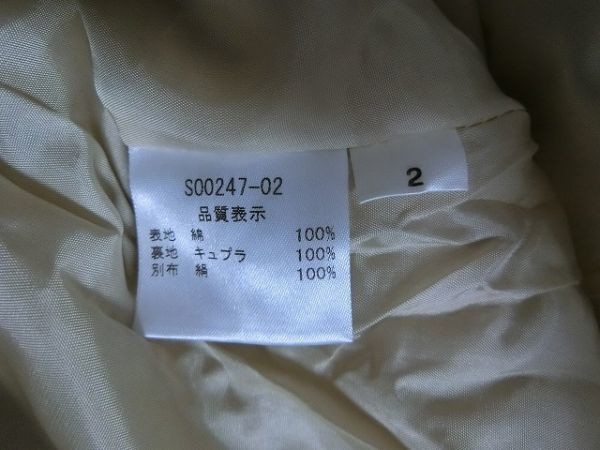 S00247-02
品質表示
表地 綿 100%
裏地 キュプラ 100%
別布 絹 100%
2